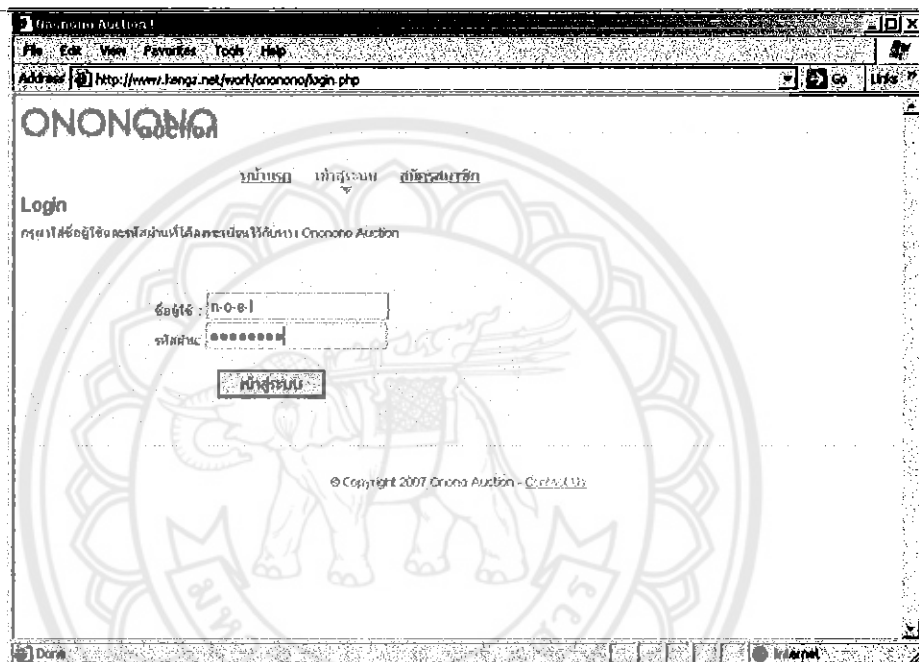 Ononono Auction !
File Edit View Favorites Tools Help
Address http://www.kengz.net/work/ononono/login.php Go Links »
ONONONO
auction
หน้าแรก เข้าสู่ระบบ สมัครสมาชิก
Login
กรุณาใส่ชื่อผู้ใช้และรหัสผ่านที่ได้ลงทะเบียนไว้กับทาง Ononono Auction
ชื่อผู้ใช้ : n-o-e-l
รหัสผ่าน:
เข้าสู่ระบบ
© Copyright 2007 Onono Auction - Contact Us
Done Internet